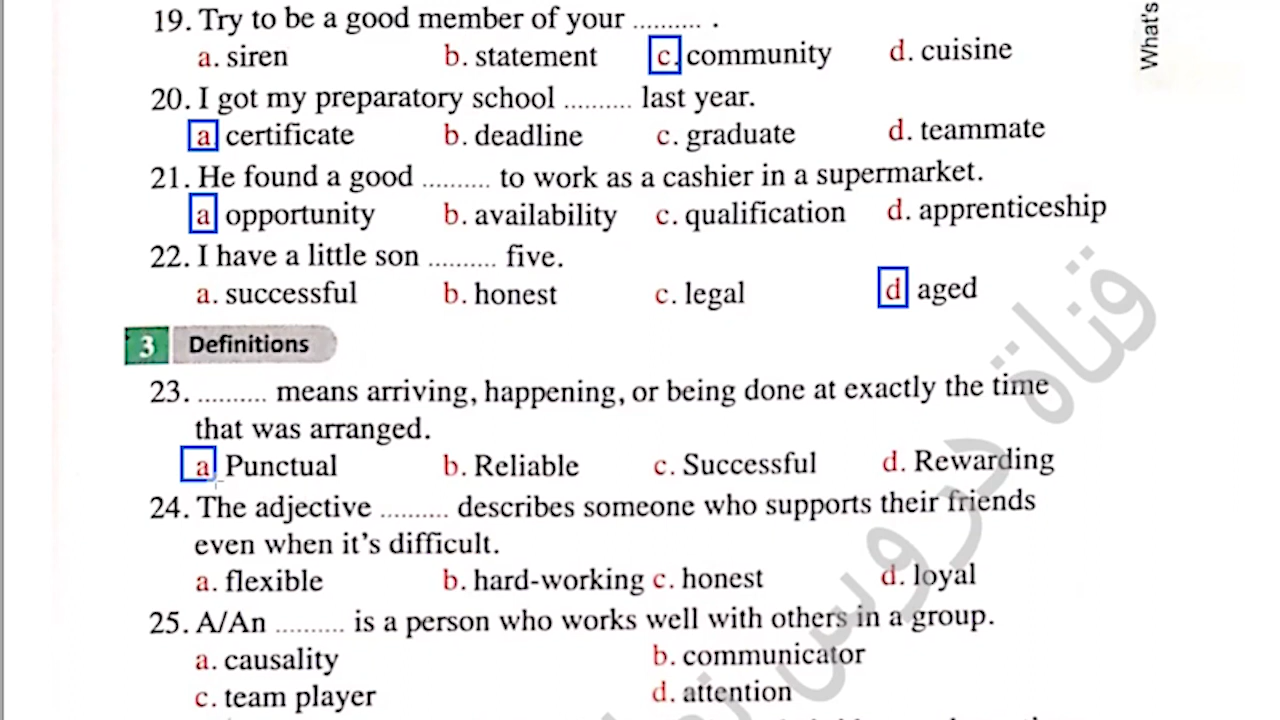 What's
19. Try to be a good member of your .......... .
a. siren b. statement c. community d. cuisine
20. I got my preparatory school .......... last year.
a certificate b. deadline c. graduate d. teammate
21. He found a good .......... to work as a cashier in a supermarket.
a opportunity b. availability c. qualification d. apprenticeship
22. I have a little son .......... five.
a. successful b. honest c. legal d aged
3 Definitions
23. .......... means arriving, happening, or being done at exactly the time
that was arranged.
a Punctual b. Reliable c. Successful d. Rewarding
24. The adjective .......... describes someone who supports their friends
even when it's difficult.
a. flexible b. hard-working c. honest d. loyal
25. A/An .......... is a person who works well with others in a group.
a. causality b. communicator
c. team player d. attention
قناة دروس